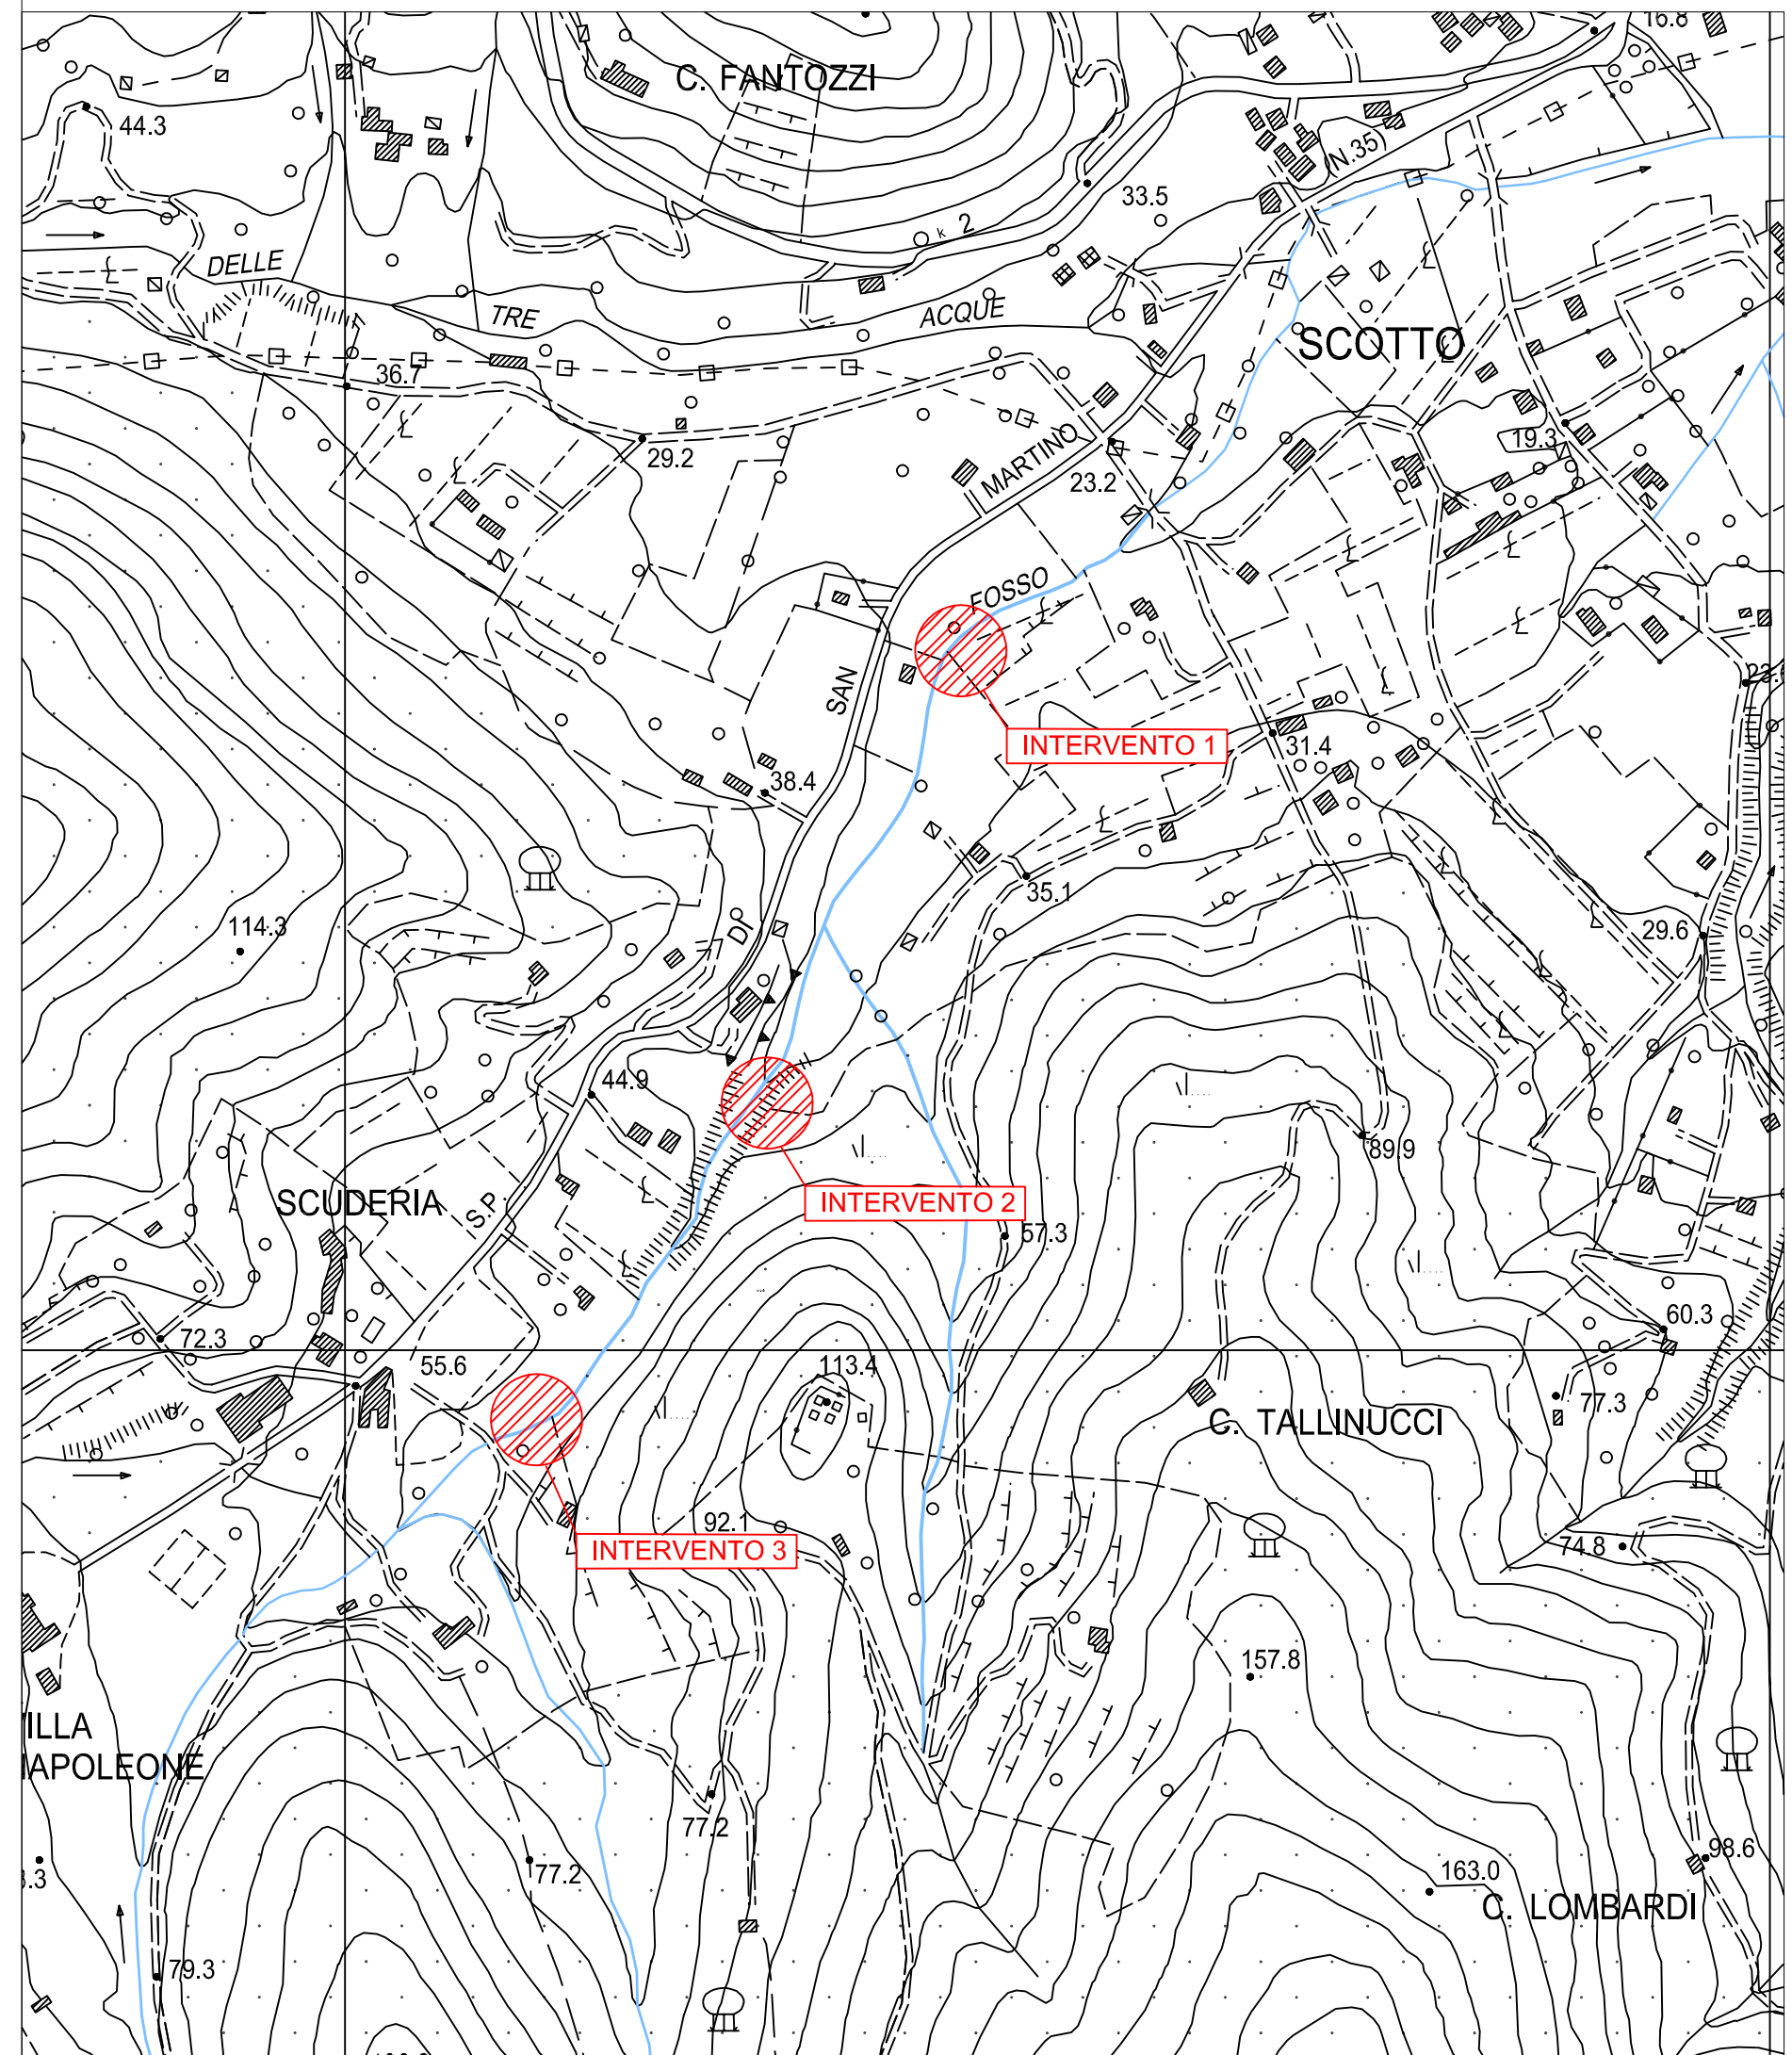 16.8
C. FANTOZZI
44.3
(N.35)
33.5
k 2
DELLE
TRE
ACQUE
SCOTTO
36.7
29.2
MARTINO
23.2
19.3
FOSSO
SAN
INTERVENTO 1
31.4
38.4
35.1
114.3
DI
29.6
44.9
89.9
SCUDERIA
S.P.
INTERVENTO 2
57.3
60.3
72.3
55.6
113.4
77.3
C. TALLINUCCI
92.1
INTERVENTO 3
74.8
157.8
ILLA
NAPOLEONE
77.2
77.2
163.0
98.6
C. LOMBARDI
79.3